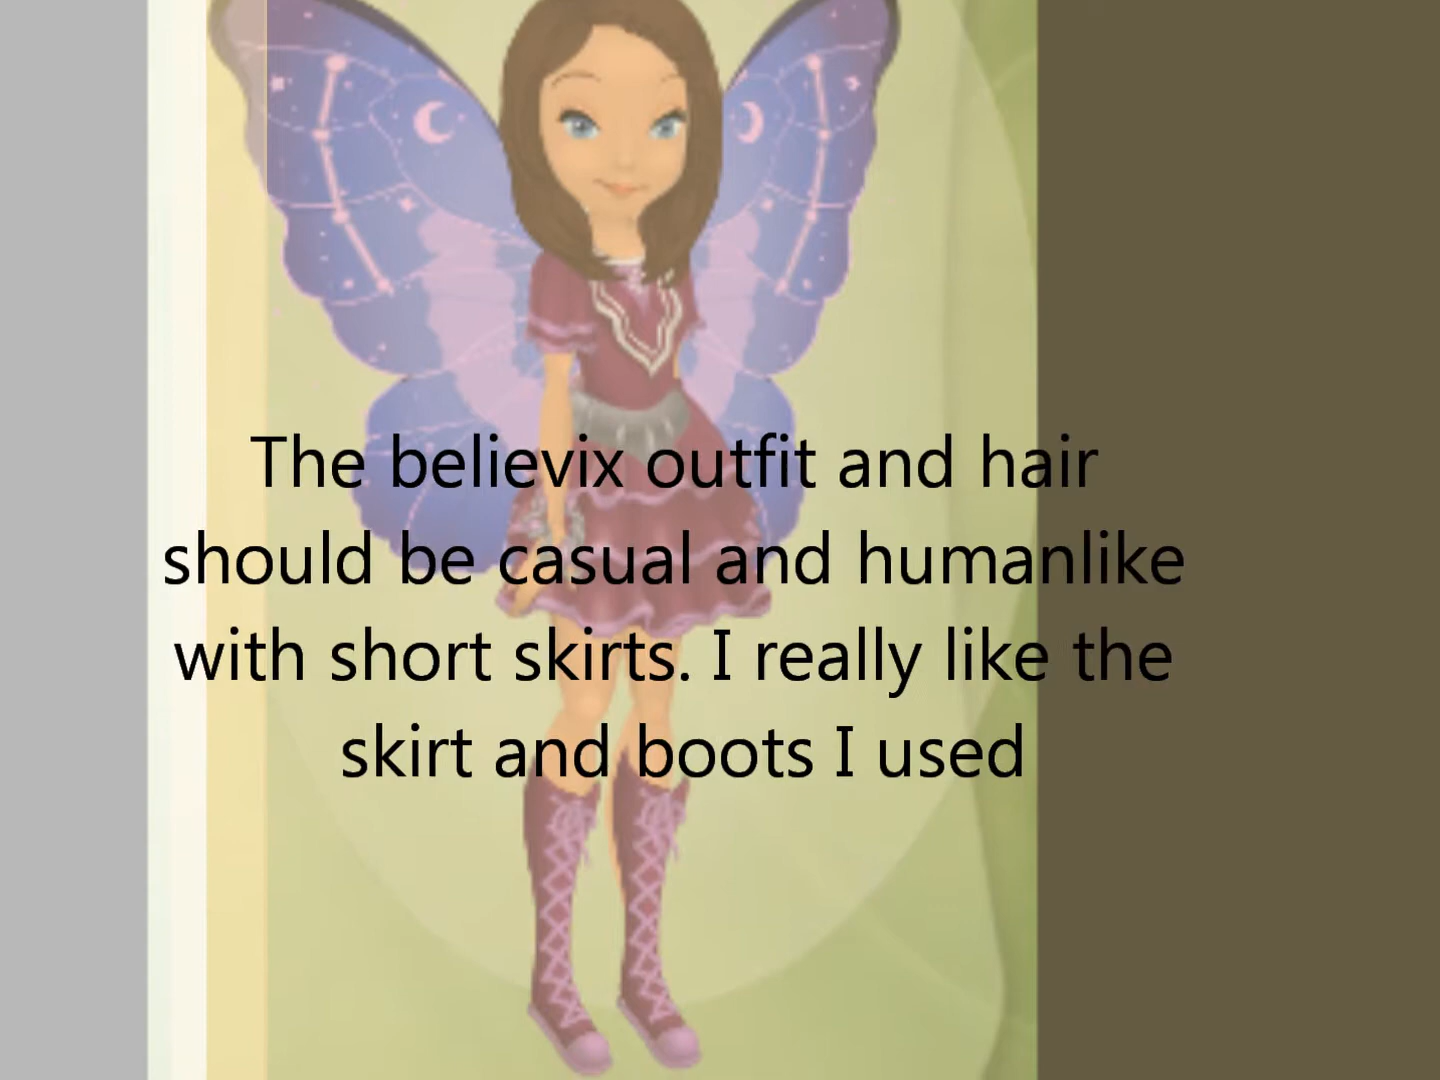 The believix outfit and hair
should be casual and humanlike
with short skirts. I really like the
skirt and boots I used